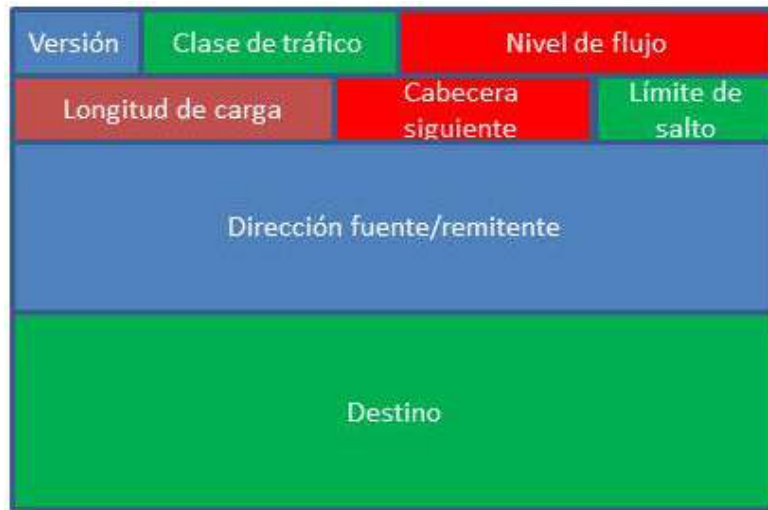 Versión
Clase de tráfico
Nivel de flujo
Longitud de carga
Cabecera
siguiente
Límite de
salto
Dirección fuente/remitente
Destino